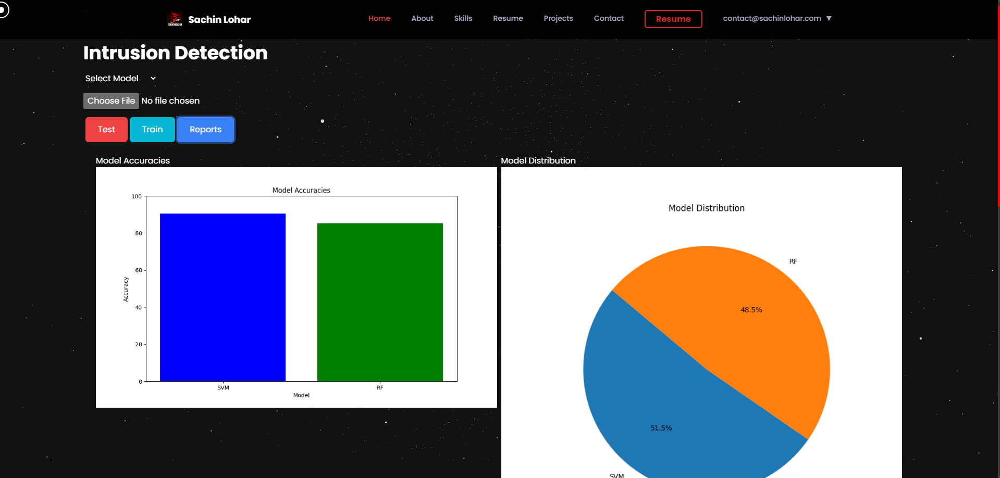 Sachin Lohar
Home About Skills Resume Projects Contact Resume contact@sachinlohar.com ▼
Intrusion Detection
Select Model
Choose File No file chosen
Test Train Reports
Model Accuracies
Model Accuracies
100
80
60
40
20
0
Accuracy
SVM RF
Model
Model Distribution
Model Distribution
RF
48.5%
51.5%
SVM